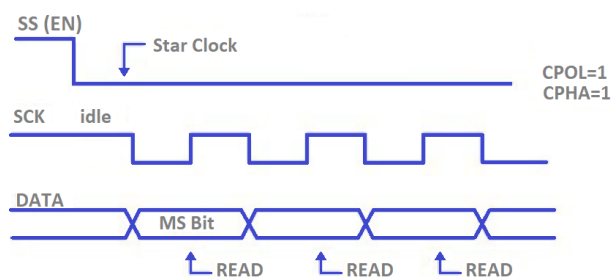 SS (EN)
Star Clock
CPOL=1
CPHA=1
SCK idle
DATA
MS Bit
READ READ READ